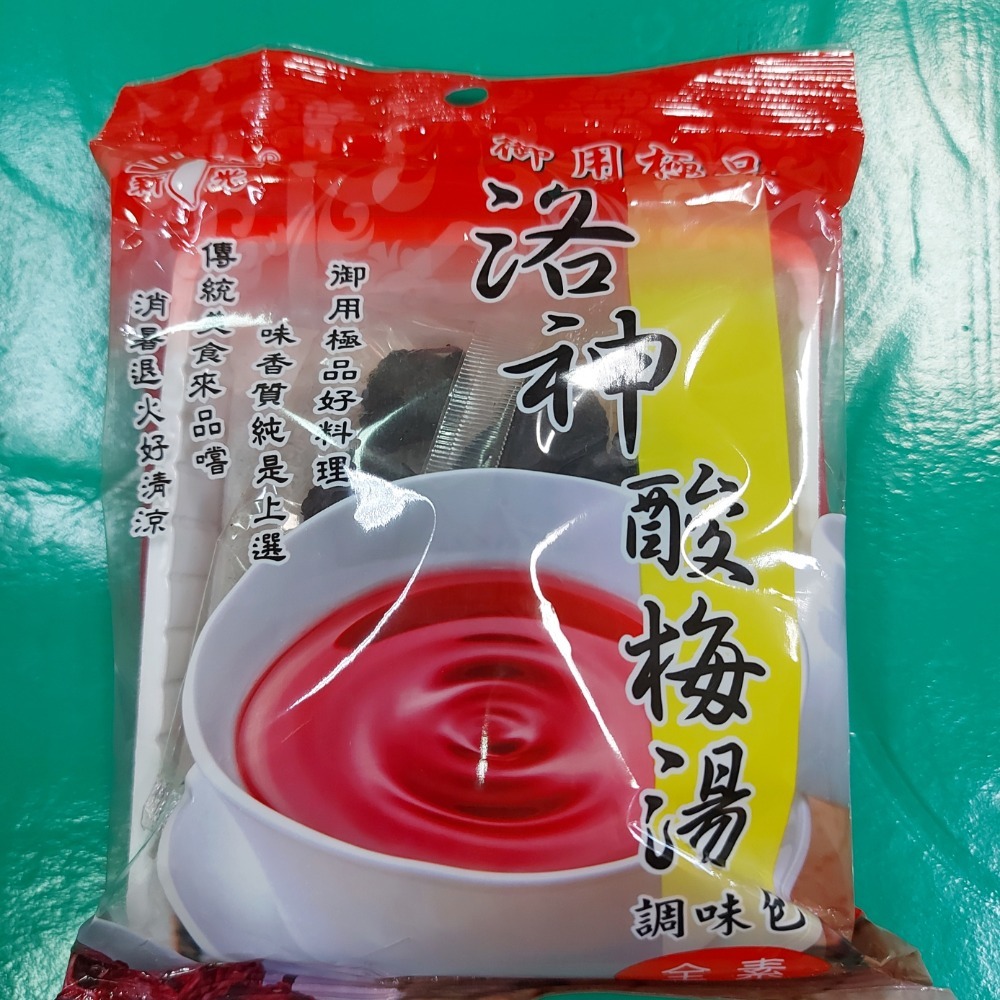 御用極品
洛神
酸梅湯
調味包
全素
御用極品好料理
味香質純是上選
傳統美食來品嚐
消暑退火好清涼